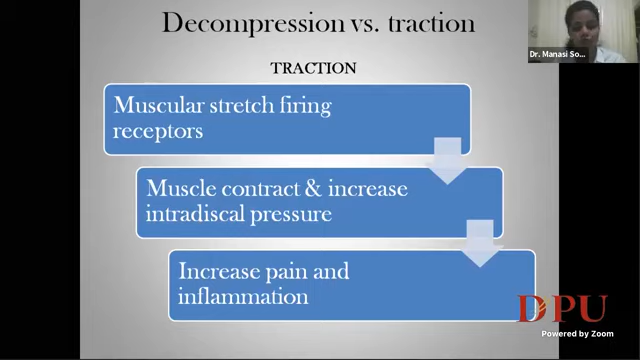 Decompression vs. traction
Dr. Manasi So...
TRACTION
Muscular stretch firing
receptors
Muscle contract & increase
intradiscal pressure
Increase pain and
inflammation
DPU
Powered by Zoom